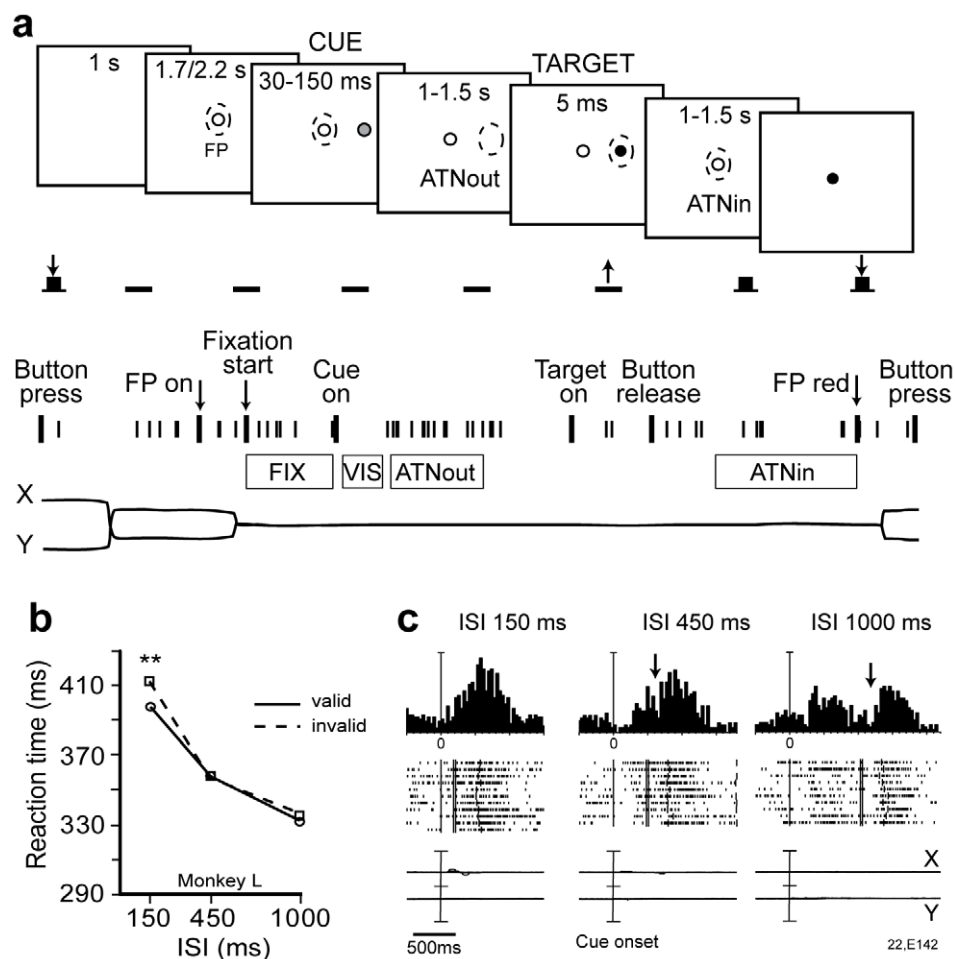 a
CUE
TARGET
1 s
1.7/2.2 s
30-150 ms
1-1.5 s
5 ms
1-1.5 s
FP
ATNout
ATNin
Fixation
start
Button
press
FP on
Cue
on
Target
on
Button
release
FP red
Button
press
FIX
VIS
ATNout
ATNin
X
Y
b
Reaction time (ms)
410
370
330
290
**
valid
invalid
Monkey L
150
450
1000
ISI (ms)
c
ISI 150 ms
ISI 450 ms
ISI 1000 ms
0
0
0
X
Y
500ms
Cue onset
22,E142